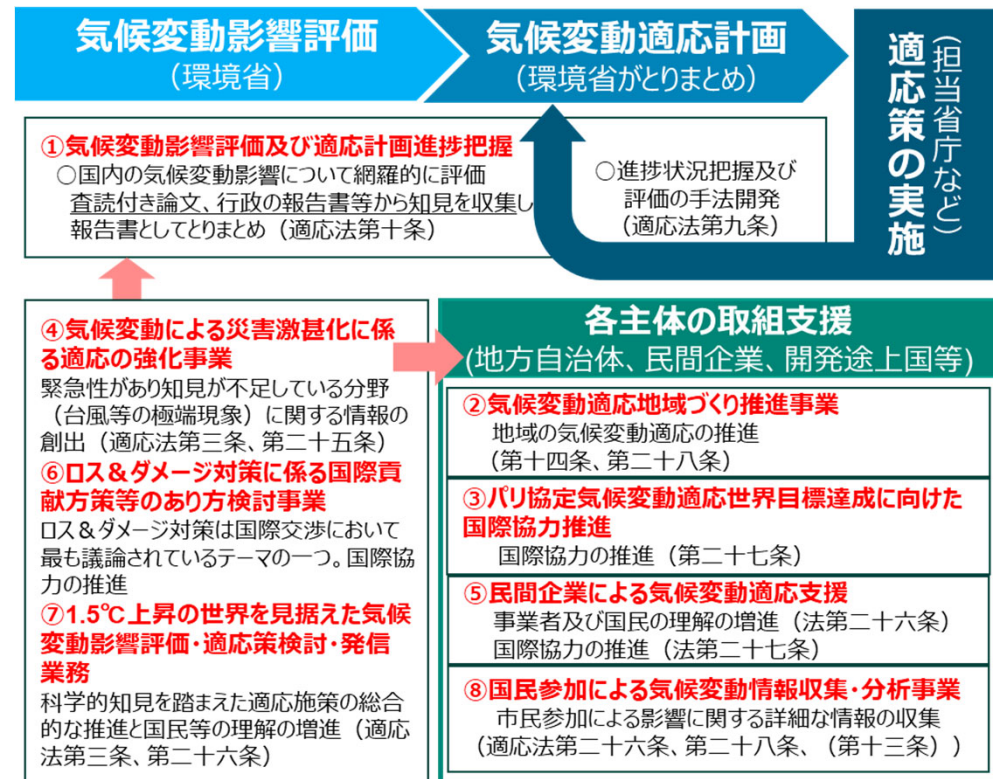 気候変動影響評価
(環境省)
気候変動適応計画
(環境省がとりまとめ)
適応策の実施
(担当省庁など)
①気候変動影響評価及び適応計画進捗把握
○国内の気候変動影響について網羅的に評価
査読付き論文、行政の報告書等から知見を収集し
報告書としてとりまとめ（適応法第十条）
○進捗状況把握及び
評価の手法開発
（適応法第九条）
④気候変動による災害激甚化に係
る適応の強化事業
緊急性があり知見が不足している分野
（台風等の極端現象）に関する情報の
創出（適応法第三条、第二十五条）
⑥ロス＆ダメージ対策に係る国際貢
献方策等のあり方検討事業
ロス＆ダメージ対策は国際交渉において
最も議論されているテーマの一つ。国際協
力の推進
⑦1.5℃上昇の世界を見据えた気候
変動影響評価・適応策検討・発信
業務
科学的知見を踏まえた適応施策の総合
的な推進と国民等の理解の増進（適応
法第三条、第二十六条）
各主体の取組支援
(地方自治体、民間企業、開発途上国等)
②気候変動適応地域づくり推進事業
地域の気候変動適応の推進
（第十四条、第二十八条）
③パリ協定気候変動適応世界目標達成に向けた
国際協力推進
国際協力の推進（第二十七条）
⑤民間企業による気候変動適応支援
事業者及び国民の理解の増進（法第二十六条）
国際協力の推進（法第二十七条）
⑧国民参加による気候変動情報収集・分析事業
市民参加による影響に関する詳細な情報の収集
（適応法第二十六条、第二十八条、（第十三条））